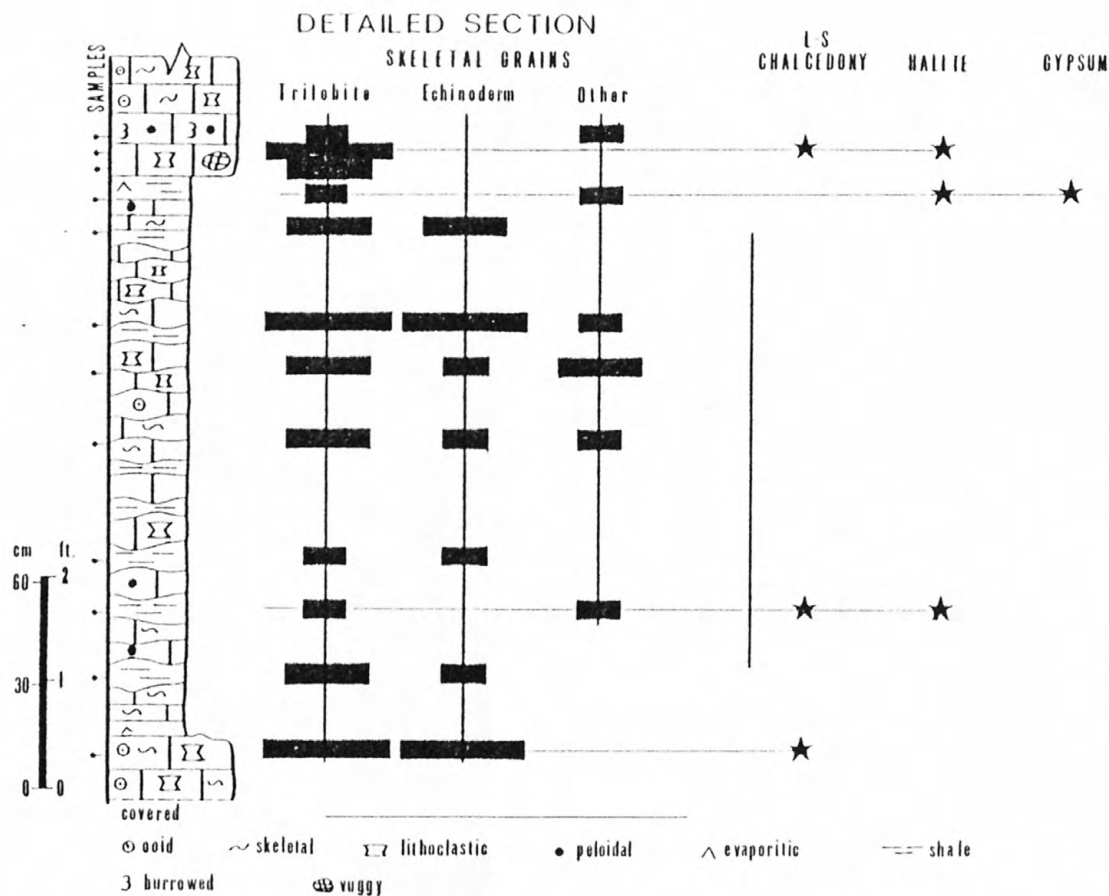 DETAILED SECTION
SKELETAL GRAINS
L-S
CHALCEDONY HALITE GYPSUM
SAMPLES
Trilobite Echinoderm Other
cm ft.
60 2
30 1
0 0
covered
ooid skeletal lithoclastic peloidal evaporitic shale
burrowed vuggy